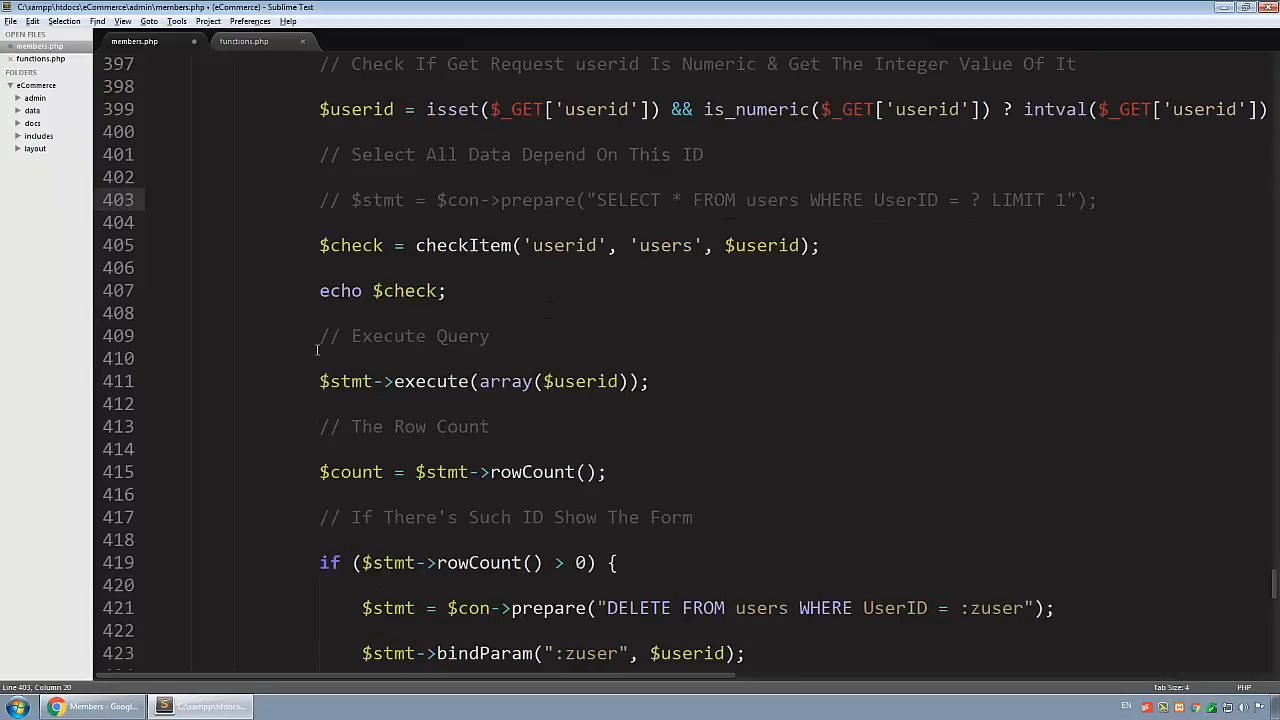 C:\xampp\htdocs\eCommerce\admin\members.php • (eCommerce) - Sublime Text
File Edit Selection Find View Goto Tools Project Preferences Help
OPEN FILES
members.php
functions.php
FOLDERS
eCommerce
admin
data
docs
includes
layout
members.php
functions.php
397 // Check If Get Request userid Is Numeric & Get The Integer Value Of It
398
399 $userid = isset($_GET['userid']) && is_numeric($_GET['userid']) ? intval($_GET['userid'])
400
401 // Select All Data Depend On This ID
402
403 // $stmt = $con->prepare("SELECT * FROM users WHERE UserID = ? LIMIT 1");
404
405 $check = checkItem('userid', 'users', $userid);
406
407 echo $check;
408
409 // Execute Query
410
411 $stmt->execute(array($userid));
412
413 // The Row Count
414
415 $count = $stmt->rowCount();
416
417 // If There's Such ID Show The Form
418
419 if ($stmt->rowCount() > 0) {
420
421 $stmt = $con->prepare("DELETE FROM users WHERE UserID = :zuser");
422
423 $stmt->bindParam(":zuser", $userid);
Line 403, Column 20
Tab Size: 4
PHP
Members - Googl...
C:\xampp\htdocs...
EN